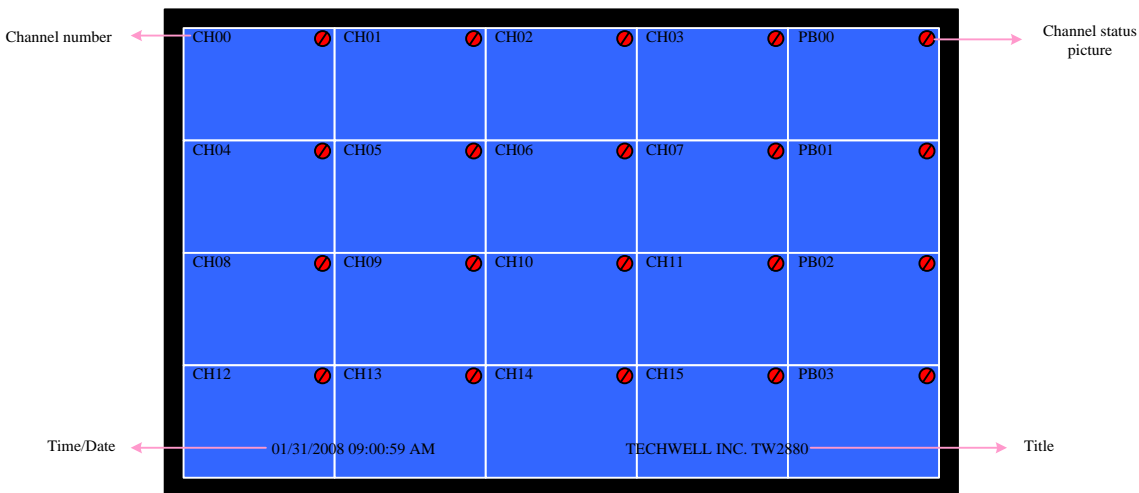 Channel number
CH00
CH01
CH02
CH03
PB00
Channel status
picture
CH04
CH05
CH06
CH07
PB01
CH08
CH09
CH10
CH11
PB02
CH12
CH13
CH14
CH15
PB03
Time/Date
01/31/2008 09:00:59 AM
TECHWELL INC. TW2880
Title